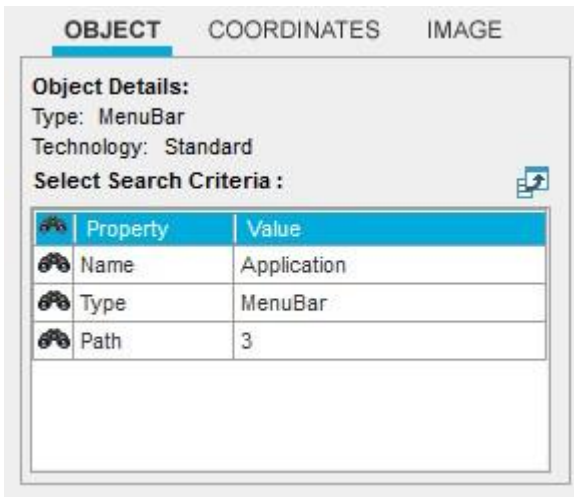 OBJECT COORDINATES IMAGE
Object Details:
Type: MenuBar
Technology: Standard
Select Search Criteria :
Property Value
Name Application
Type MenuBar
Path 3